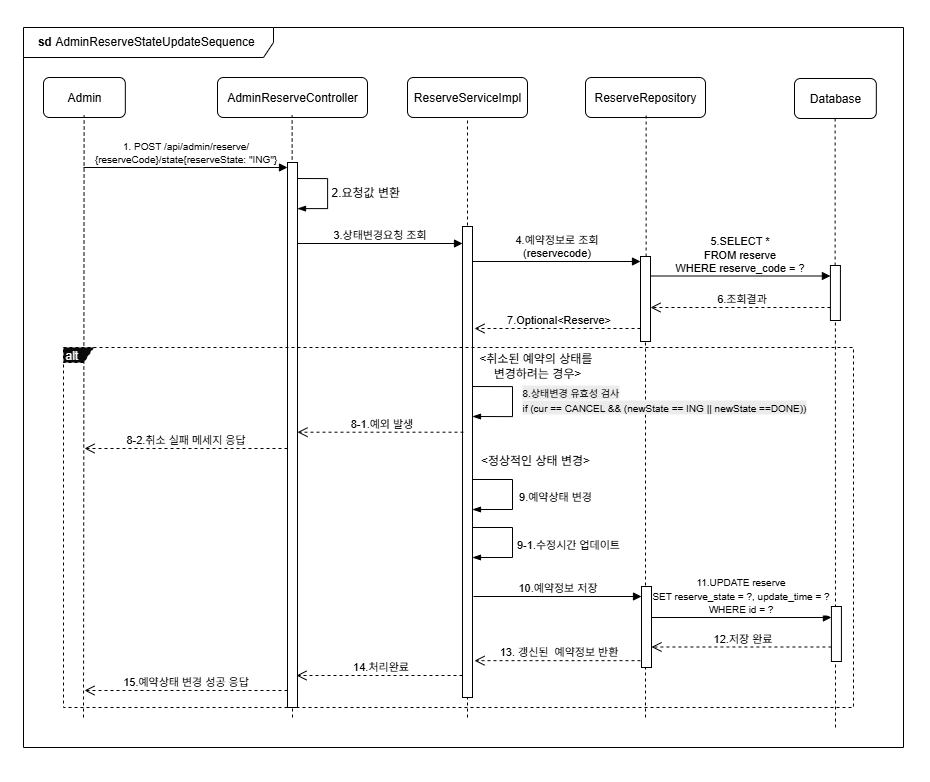 sd AdminReserveStateUpdateSequence
Admin
AdminReserveController
ReserveServiceImpl
ReserveRepository
Database
1. POST /api/admin/reserve/
{reserveCode}/state{reserveState: "ING"}
2.요청값 변환
3.상태변경요청 조회
4.예약정보로 조회
(reservecode)
5.SELECT *
FROM reserve
WHERE reserve_code = ?
6.조회결과
7.Optional<Reserve>
alt
<취소된 예약의 상태를
변경하려는 경우>
8.상태변경 유효성 검사
if (cur == CANCEL && (newState == ING || newState ==DONE))
8-1.예외 발생
8-2.취소 실패 메세지 응답
<정상적인 상태 변경>
9.예약상태 변경
9-1.수정시간 업데이트
10.예약정보 저장
11.UPDATE reserve
SET reserve_state = ?, update_time = ?
WHERE id = ?
12.저장 완료
13. 갱신된 예약정보 반환
14.처리완료
15.예약상태 변경 성공 응답